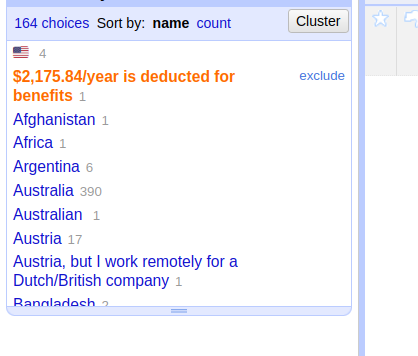 164 choices Sort by: name count Cluster
4
$2,175.84/year is deducted for exclude
benefits 1
Afghanistan 1
Africa 1
Argentina 6
Australia 390
Australian 1
Austria 17
Austria, but I work remotely for a
Dutch/British company 1
Bangladesh 2